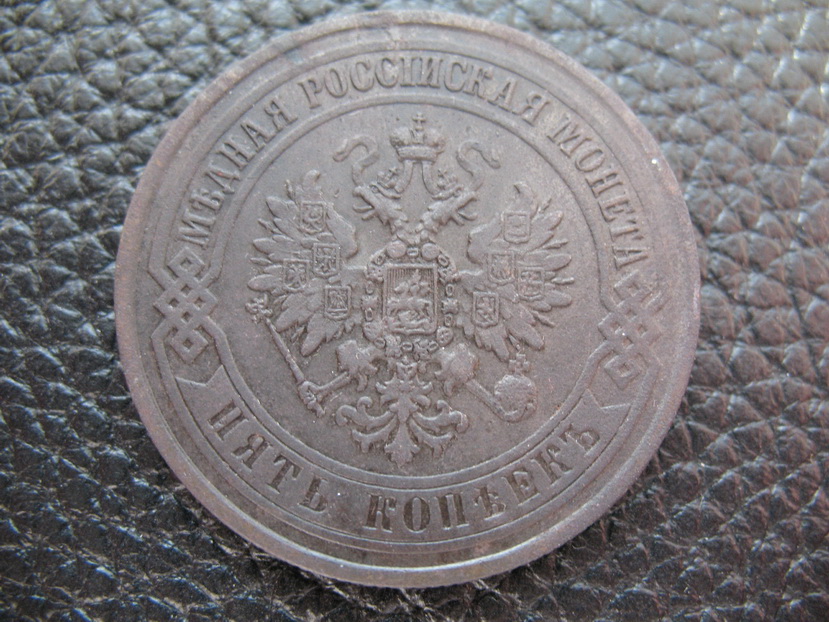 МѢДНАЯ РОССІЙСКАЯ МОНЕТА
ПЯТЬ КОПѢЕКЪ